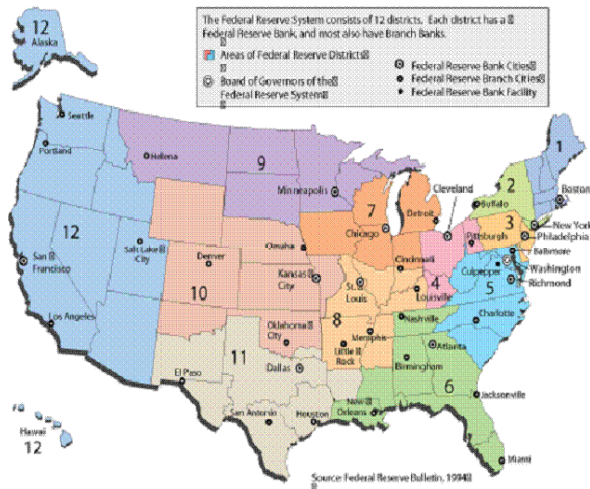 The Federal Reserve System consists of 12 districts. Each district has a
Federal Reserve Bank, and most also have Branch Banks.
Areas of Federal Reserve Districts
Board of Governors of the
Federal Reserve System
Federal Reserve Bank Cities
Federal Reserve Branch Cities
Federal Reserve Bank Facility
12
Alaska
Seattle
Portland
Helena
9
Minneapolis
1
2
Boston
Cleveland
Buffalo
7
Detroit
3
New York
Philadelphia
Chicago
Pittsburgh
Baltimore
12
Salt Lake
City
San
Francisco
Omaha
Denver
Cincinnati
Culpepper
Washington
Richmond
Kansas
City
St.
Louis
4
Louisville
5
10
Los Angeles
8
Nashville
Charlotte
Oklahoma
City
Memphis
Little
Rock
Atlanta
Birmingham
11
Dallas
El Paso
6
New
Orleans
Jacksonville
San Antonio
Houston
Miami
Hawaii
12
Source: Federal Reserve Bulletin, 1994